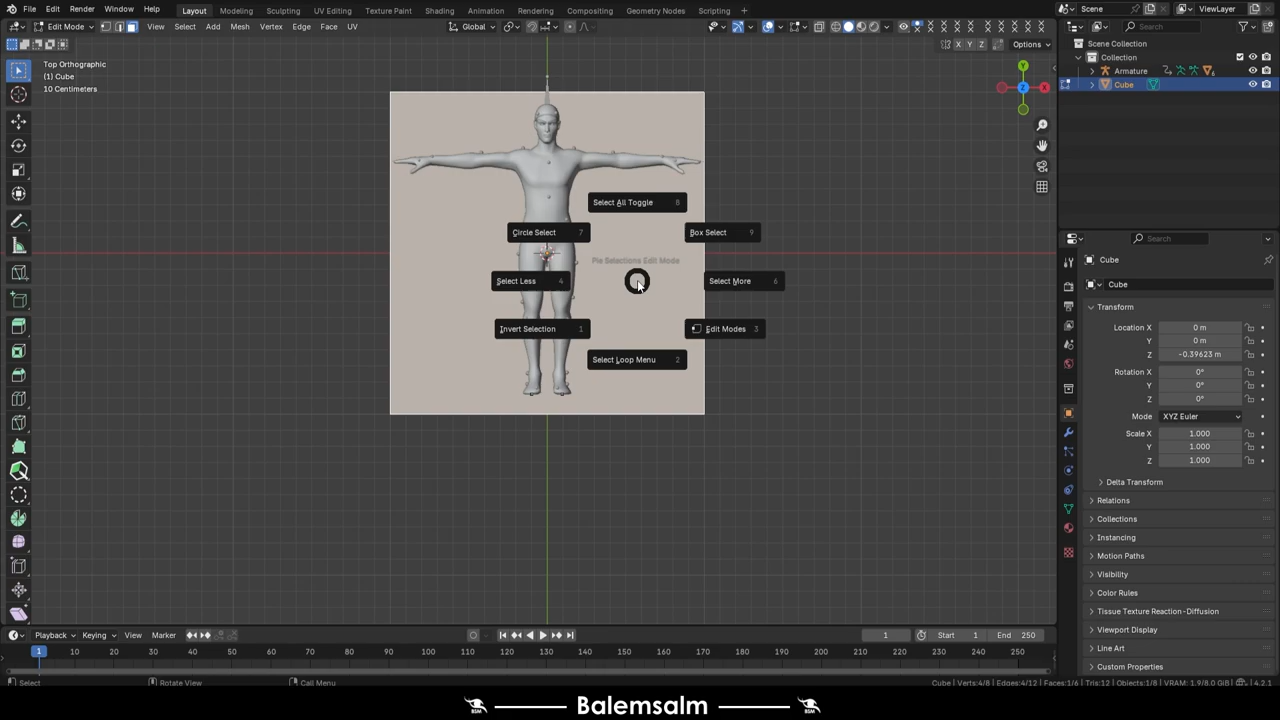 File Edit Render Window Help Layout Modeling Sculpting UV Editing Texture Paint Shading Animation Rendering Compositing Geometry Nodes Scripting + Scene ViewLayer
Edit Mode View Select Add Mesh Vertex Edge Face UV Global Search
X Y Z Options
Top Orthographic
(1) Cube
10 Centimeters
Y
Z
X
Scene Collection
Collection
Armature 6
Cube
Select All Toggle 8
Circle Select 7
Box Select 9
Pie Selections Edit Mode
Select Less 4
Select More 6
Invert Selection 1
Edit Modes 3
Select Loop Menu 2
Search
Cube
Cube
Transform
Location X 0 m
Y 0 m
Z -0.39623 m
Rotation X 0°
Y 0°
Z 0°
Mode XYZ Euler
Scale X 1.000
Y 1.000
Z 1.000
Delta Transform
Relations
Collections
Instancing
Motion Paths
Visibility
Color Rules
Tissue Texture Reaction-Diffusion
Viewport Display
Line Art
Custom Properties
Playback Keying View Marker 1 Start 1 End 250
1 10 20 30 40 50 60 70 80 90 100 110 120 130 140 150 160 170 180 190 200 210 220 230 240 250
Select Rotate View Call Menu Cube | Verts:4/8 | Edges:4/12 | Faces:1/6 | Tris:12 | Objects:1/8 | VRAM: 1.9/8.0 GiB | 4.2.1
BSM Balemsalm BSM